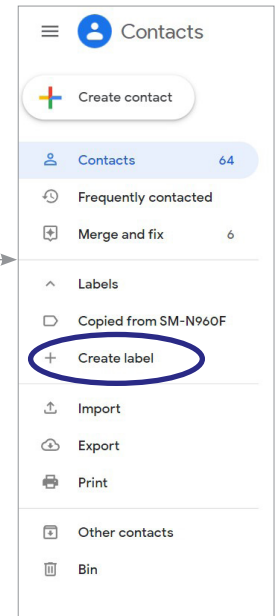 Contacts
Create contact
Contacts 64
Frequently contacted
Merge and fix 6
Labels
Copied from SM-N960F
Create label
Import
Export
Print
Other contacts
Bin